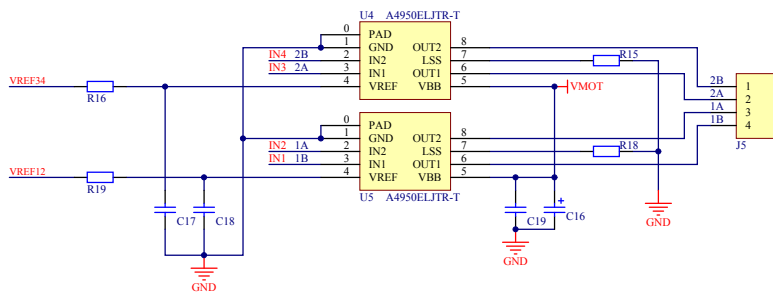 U4 A4950ELJTR-T
0 PAD
1 GND OUT2 8
IN4 2B 2 IN2 LSS 7 R15
IN3 2A 3 IN1 OUT1 6
VREF34 R16 4 VREF VBB 5 VMOT
2B 1
2A 2
1A 3
1B 4
J5
0 PAD
1 GND OUT2 8
IN2 1A 2 IN2 LSS 7 R18
IN1 1B 3 IN1 OUT1 6
VREF12 R19 4 VREF VBB 5
U5 A4950ELJTR-T
C17 C18 C19 + C16
GND
GND
GND